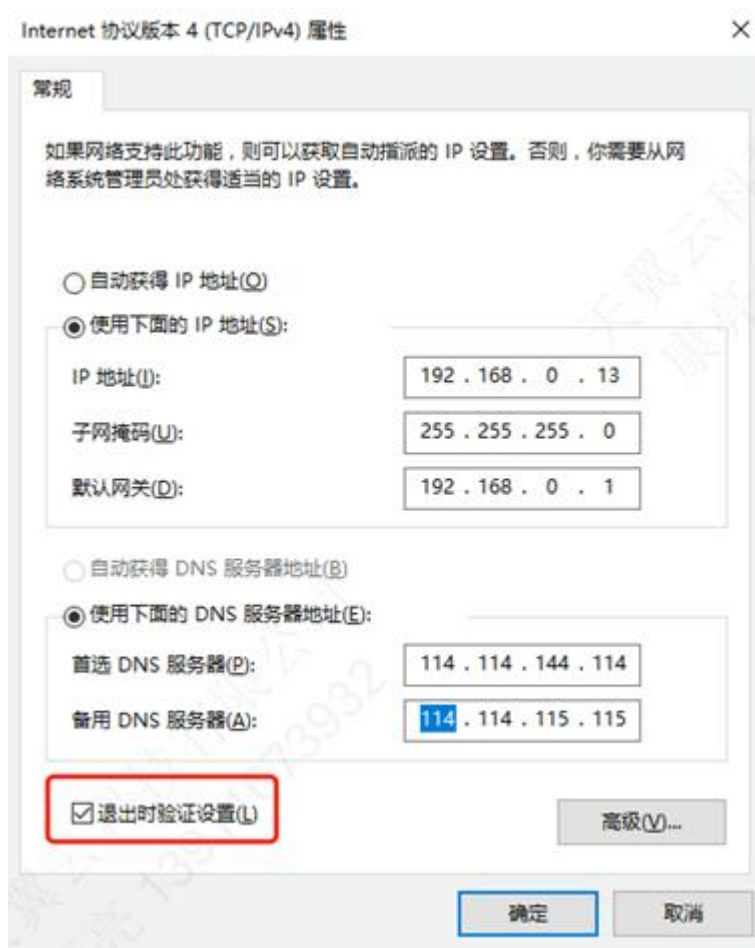 Internet 协议版本 4 (TCP/IPv4) 属性
常规
如果网络支持此功能，则可以获取自动指派的 IP 设置。否则，你需要从网
络系统管理员处获得适当的 IP 设置。
自动获得 IP 地址(O)
使用下面的 IP 地址(S):
IP 地址(I): 192 . 168 . 0 . 13
子网掩码(U): 255 . 255 . 255 . 0
默认网关(D): 192 . 168 . 0 . 1
自动获得 DNS 服务器地址(B)
使用下面的 DNS 服务器地址(E):
首选 DNS 服务器(P): 114 . 114 . 144 . 114
备用 DNS 服务器(A): 114 . 114 . 115 . 115
退出时验证设置(L)
高级(V)...
确定 取消